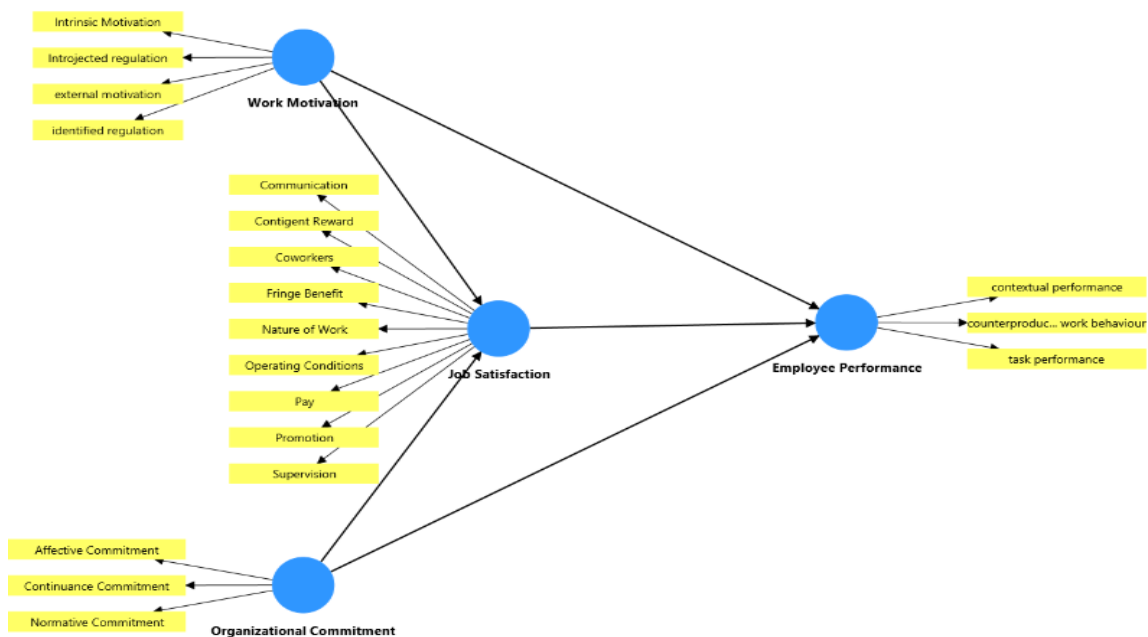 Intrinsic Motivation
Introjected regulation
external motivation
identified regulation
Work Motivation
Communication
Contigent Reward
Coworkers
Fringe Benefit
Nature of Work
Operating Conditions
Pay
Promotion
Supervision
Job Satisfaction
contextual performance
counterproduc... work behaviour
task performance
Employee Performance
Affective Commitment
Continuance Commitment
Normative Commitment
Organizational Commitment